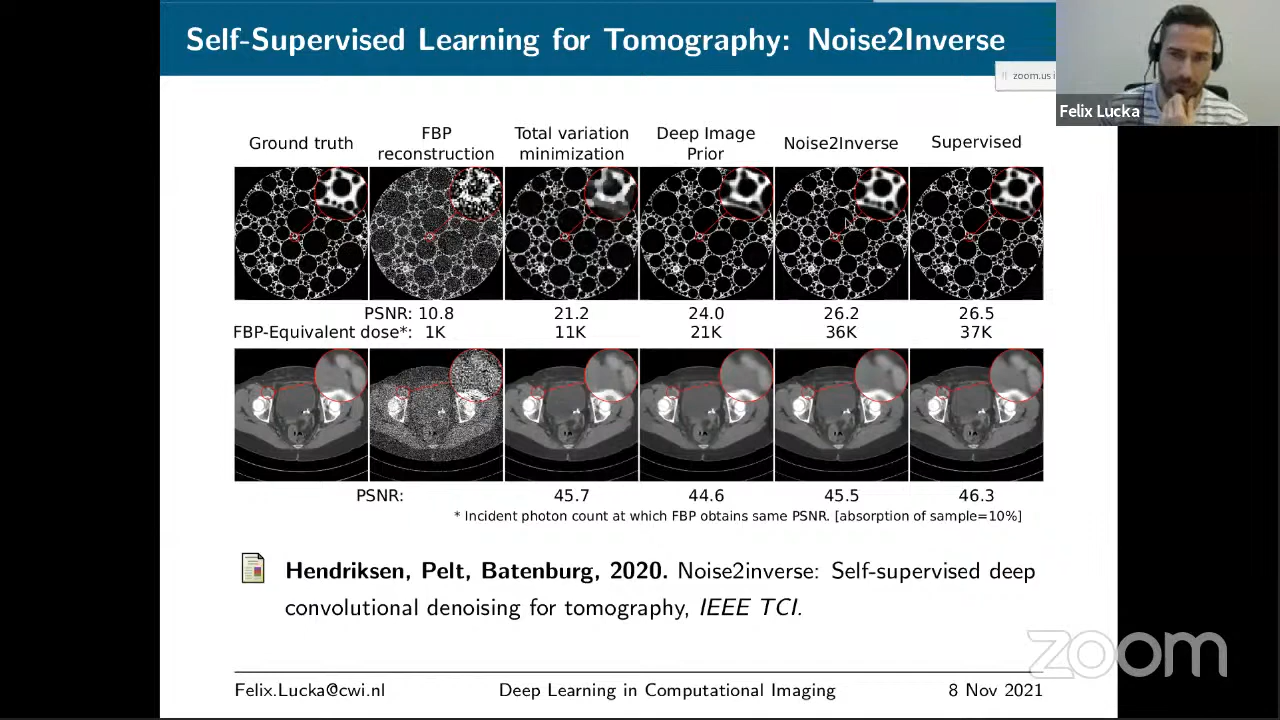 Self-Supervised Learning for Tomography: Noise2Inverse
zoom.us i
Felix Lucka
Ground truth
FBP reconstruction
Total variation minimization
Deep Image Prior
Noise2Inverse
Supervised
PSNR: 10.8 21.2 24.0 26.2 26.5
FBP-Equivalent dose*: 1K 11K 21K 36K 37K
PSNR: 45.7 44.6 45.5 46.3
* Incident photon count at which FBP obtains same PSNR. [absorption of sample=10%]
Hendriksen, Pelt, Batenburg, 2020. Noise2inverse: Self-supervised deep
convolutional denoising for tomography, IEEE TCI.
zoom
Felix.Lucka@cwi.nl Deep Learning in Computational Imaging 8 Nov 2021